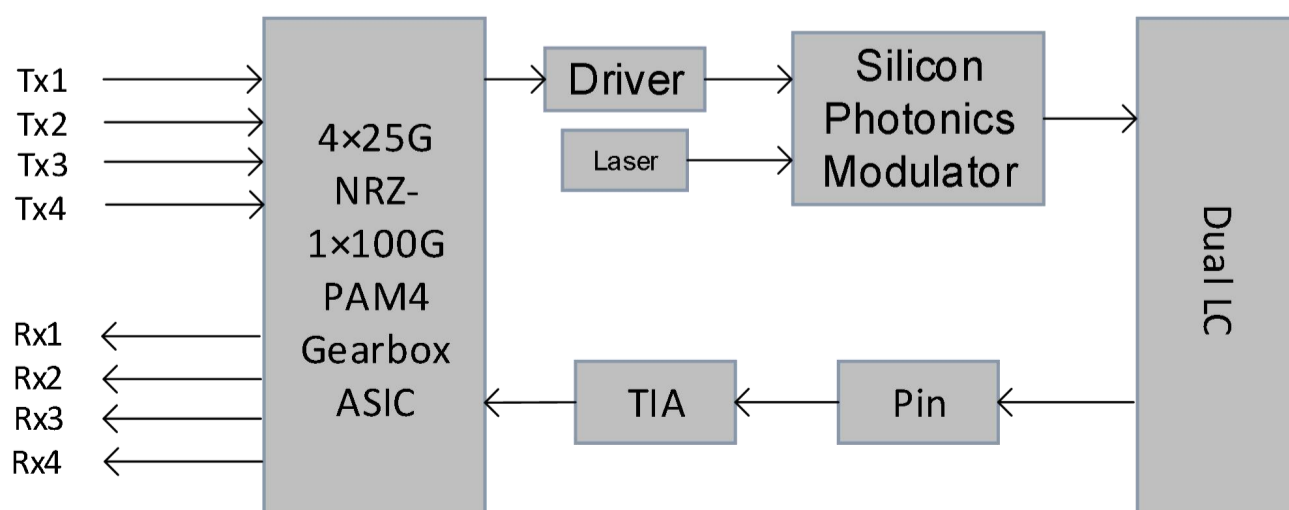 Tx1
Tx2
Tx3
Tx4
Rx1
Rx2
Rx3
Rx4
4×25G
NRZ-
1×100G
PAM4
Gearbox
ASIC
Driver
Laser
Silicon
Photonics
Modulator
TIA
Pin
Dual LC